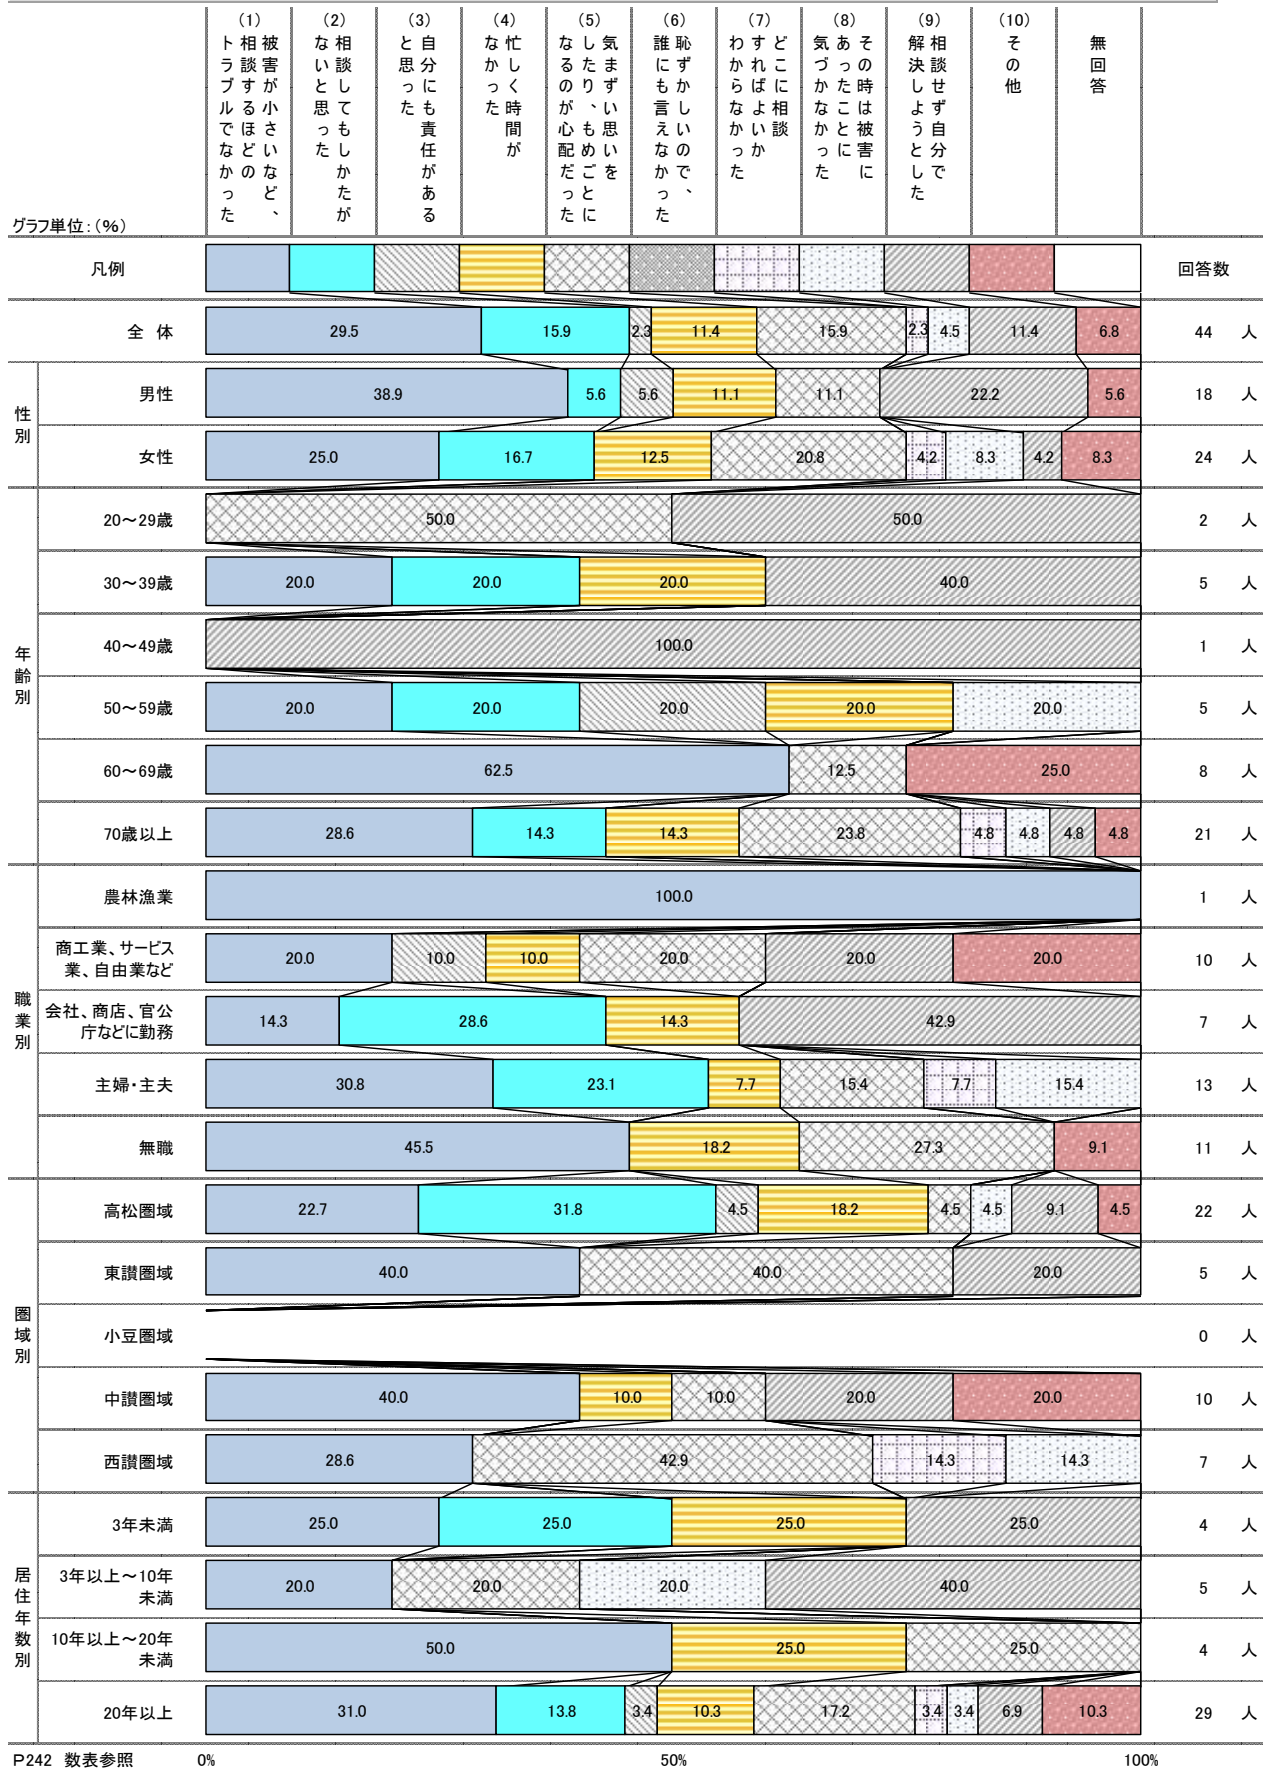 (1)
被害が小さいなど、
相談するほどの
トラブルでなかった
(2)
相談してもしかたが
ないと思った
(3)
自分にも責任がある
と思った
(4)
忙しく時間が
なかった
(5)
気まずい思いを
したり、もめごとに
なるのが心配だった
(6)
恥ずかしいので、
誰にも言えなかった
(7)
どこに相談
すればよいか
わからなかった
(8)
その時は被害に
あったことに
気づかなかった
(9)
相談せず自分で
解決しようとした
(10)
その他
無回答
グラフ単位:(%)
凡例 回答数
全 体 29.5 15.9 2.3 11.4 15.9 2.3 4.5 11.4 6.8 44 人
性別
男性 38.9 5.6 5.6 11.1 11.1 22.2 5.6 18 人
女性 25.0 16.7 12.5 20.8 4.2 8.3 4.2 8.3 24 人
年齢別
20～29歳 50.0 50.0 2 人
30～39歳 20.0 20.0 20.0 40.0 5 人
40～49歳 100.0 1 人
50～59歳 20.0 20.0 20.0 20.0 20.0 5 人
60～69歳 62.5 12.5 25.0 8 人
70歳以上 28.6 14.3 14.3 23.8 4.8 4.8 4.8 4.8 21 人
職業別
農林漁業 100.0 1 人
商工業、サービス
業、自由業など 20.0 10.0 10.0 20.0 20.0 20.0 10 人
会社、商店、官公
庁などに勤務 14.3 28.6 14.3 42.9 7 人
主婦・主夫 30.8 23.1 7.7 15.4 7.7 15.4 13 人
無職 45.5 18.2 27.3 9.1 11 人
圏域別
高松圏域 22.7 31.8 4.5 18.2 4.5 4.5 9.1 4.5 22 人
東讃圏域 40.0 40.0 20.0 5 人
小豆圏域 0 人
中讃圏域 40.0 10.0 10.0 20.0 20.0 10 人
西讃圏域 28.6 42.9 14.3 14.3 7 人
居住年数別
3年未満 25.0 25.0 25.0 25.0 4 人
3年以上～10年
未満 20.0 20.0 20.0 40.0 5 人
10年以上～20年
未満 50.0 25.0 25.0 4 人
20年以上 31.0 13.8 3.4 10.3 17.2 3.4 3.4 6.9 10.3 29 人
P242 数表参照 0% 50% 100%